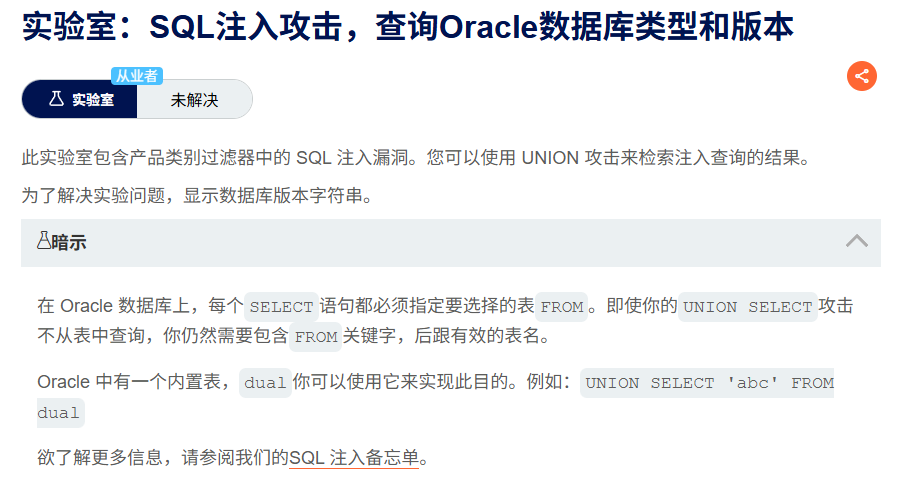 实验室：SQL注入攻击，查询Oracle数据库类型和版本
从业者
实验室 未解决
此实验室包含产品类别过滤器中的 SQL 注入漏洞。您可以使用 UNION 攻击来检索注入查询的结果。
为了解决实验问题，显示数据库版本字符串。
暗示
在 Oracle 数据库上，每个 SELECT 语句都必须指定要选择的表 FROM 。即使你的 UNION SELECT 攻击
不从表中查询，你仍然需要包含 FROM 关键字，后跟有效的表名。
Oracle 中有一个内置表， dual 你可以使用它来实现此目的。例如： UNION SELECT 'abc' FROM
dual
欲了解更多信息，请参阅我们的SQL 注入备忘单。